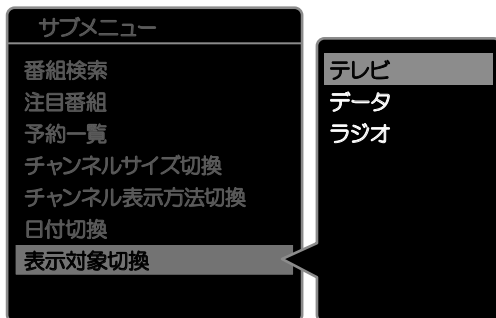 サブメニュー
番組検索
注目番組
予約一覧
チャンネルサイズ切換
チャンネル表示方法切換
日付切換
表示対象切換
テレビ
データ
ラジオ